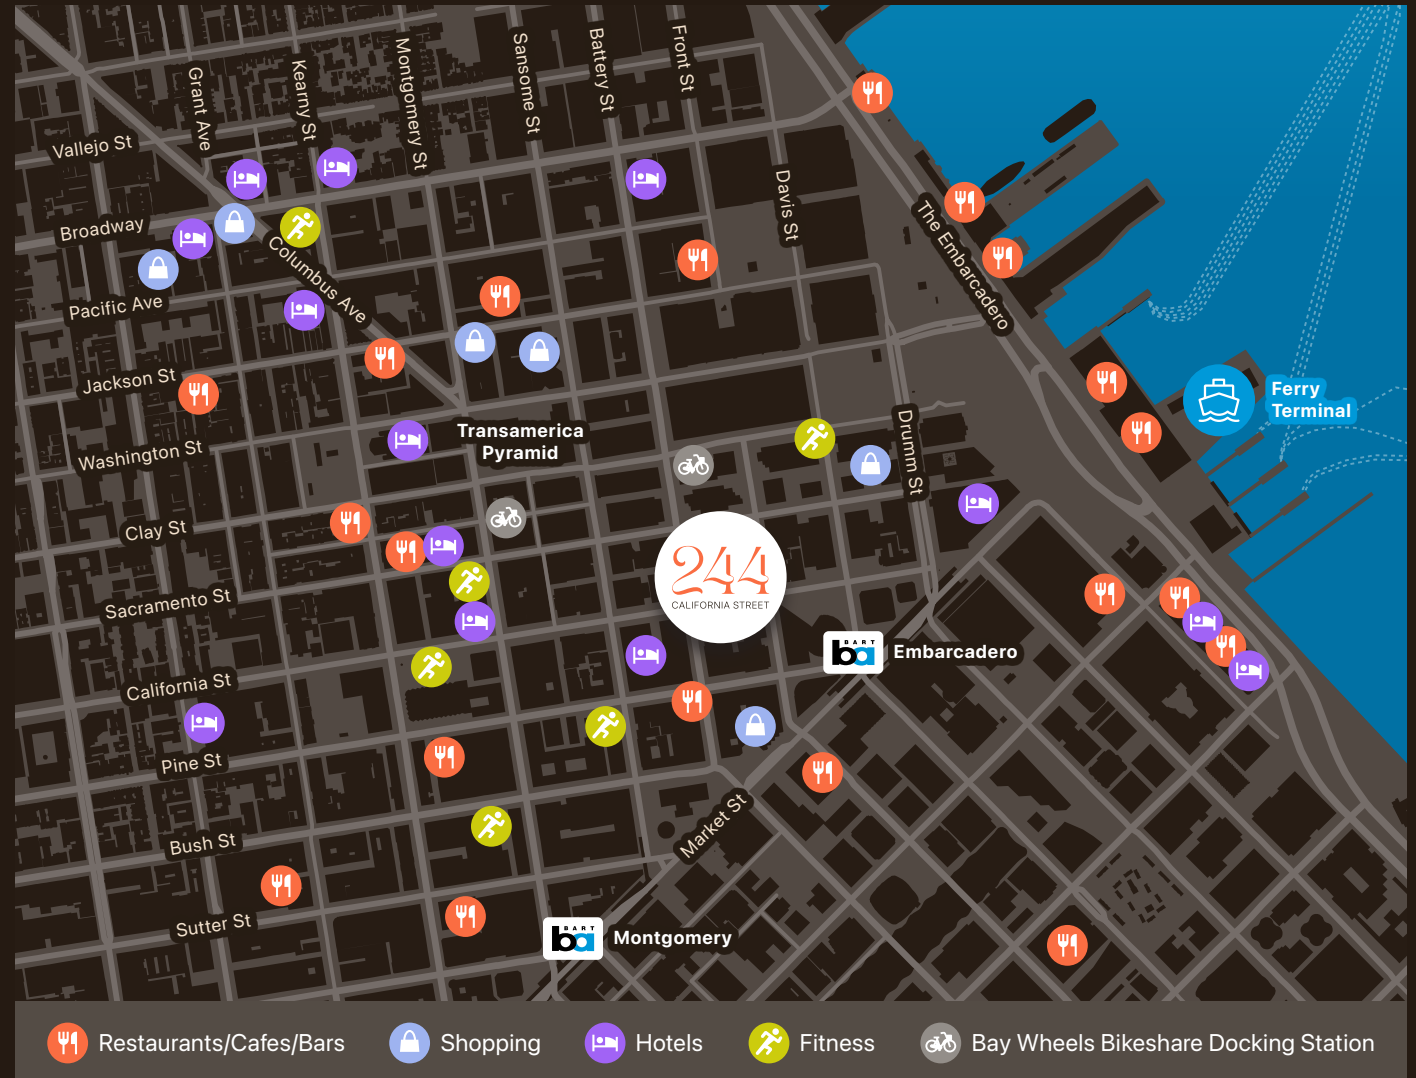 Grant Ave
Kearny St
Montgomery St
Sansome St
Battery St
Front St
Vallejo St
Broadway
Columbus Ave
Davis St
The Embarcadero
Pacific Ave
Jackson St
Ferry
Terminal
Transamerica
Pyramid
Washington St
Drumm St
Clay St
244
CALIFORNIA STREET
Sacramento St
BART
ba
Embarcadero
California St
Pine St
Market St
Bush St
Sutter St
BART
ba
Montgomery
Restaurants/Cafes/Bars
Shopping
Hotels
Fitness
Bay Wheels Bikeshare Docking Station